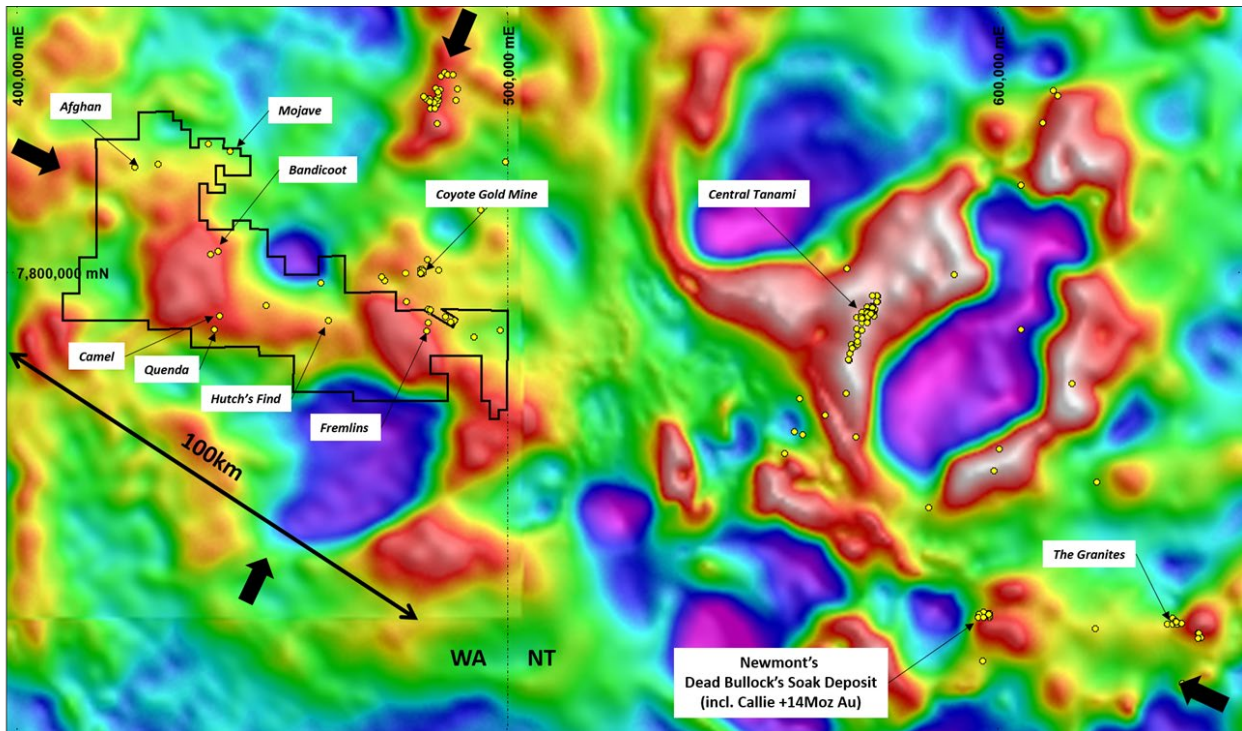 400,000 mE
500,000 mE
600,000 mE
Afghan
Mojave
Bandicoot
Coyote Gold Mine
Central Tanami
7,800,000 mN
Camel
Quenda
Hutch's Find
Fremlins
100km
The Granites
WA
NT
Newmont's
Dead Bullock's Soak Deposit
(incl. Callie +14Moz Au)